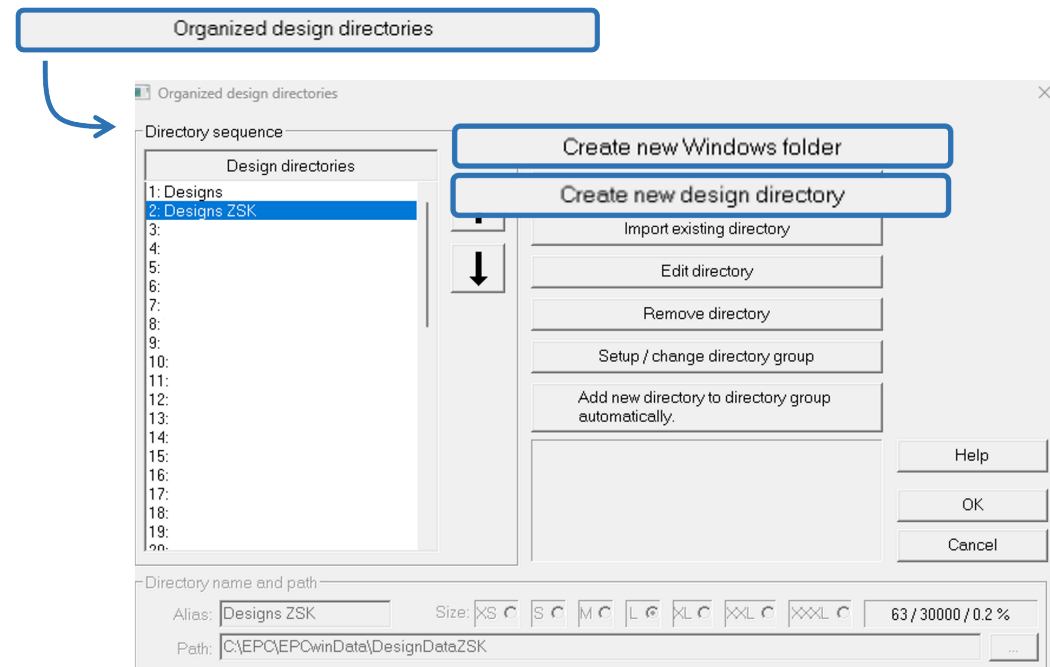 Organized design directories
Organized design directories
Directory sequence
Create new Windows folder
Design directories
Create new design directory
1: Designs
2: Designs ZSK
3:
4:
5:
6:
7:
8:
9:
10:
11:
12:
13:
14:
15:
16:
17:
18:
19:
20:
Import existing directory
Edit directory
Remove directory
Setup / change directory group
Add new directory to directory group
automatically.
Help
OK
Cancel
Directory name and path
Alias: Designs ZSK Size: XS S M L XL XXL XXXL 63 / 30000 / 0.2 %
Path: C:\EPC\EPCwinData\DesignDataZSK ...